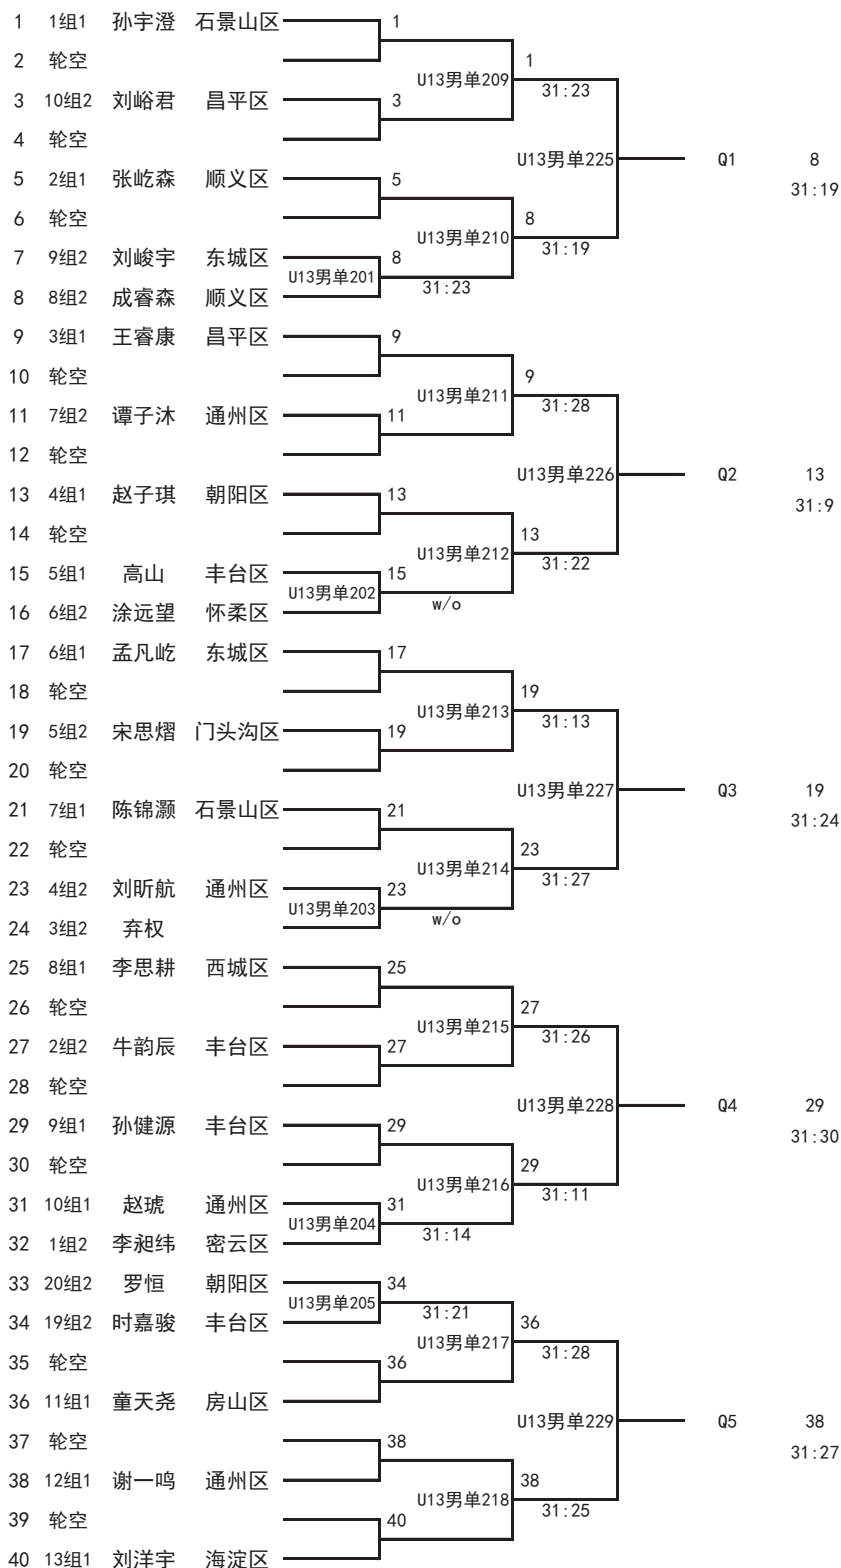 1 1组1 孙宇澄 石景山区 1
2 轮空 1
U13男单209 31:23
3 10组2 刘峪君 昌平区 3
4 轮空
U13男单225 Q1 8
31:19
5 2组1 张屹森 顺义区 5
6 轮空 8
U13男单210 31:19
7 9组2 刘峻宇 东城区 8
U13男单201 31:23
8 8组2 成睿森 顺义区
9 3组1 王睿康 昌平区 9
10 轮空 9
U13男单211 31:28
11 7组2 谭子沐 通州区 11
12 轮空
U13男单226 Q2 13
31:9
13 4组1 赵子琪 朝阳区 13
14 轮空 13
U13男单212 31:22
15 5组1 高山 丰台区 15
U13男单202 w/o
16 6组2 涂远望 怀柔区
17 6组1 孟凡屹 东城区 17
18 轮空 19
U13男单213 31:13
19 5组2 宋思熠 门头沟区 19
20 轮空
U13男单227 Q3 19
31:24
21 7组1 陈锦灏 石景山区 21
22 轮空 23
U13男单214 31:27
23 4组2 刘昕航 通州区 23
U13男单203 w/o
24 3组2 弃权
25 8组1 李思耕 西城区 25
26 轮空 27
U13男单215 31:26
27 2组2 牛韵辰 丰台区 27
28 轮空
U13男单228 Q4 29
31:30
29 9组1 孙健源 丰台区 29
30 轮空 29
U13男单216 31:11
31 10组1 赵琥 通州区 31
U13男单204 31:14
32 1组2 李昶纬 密云区
33 20组2 罗恒 朝阳区 34
U13男单205 31:21
34 19组2 时嘉骏 丰台区 36
U13男单217 31:28
35 轮空 36
36 11组1 童天尧 房山区
U13男单229 Q5 38
31:27
37 轮空 38
38 12组1 谢一鸣 通州区 38
U13男单218 31:25
39 轮空 40
40 13组1 刘洋宇 海淀区